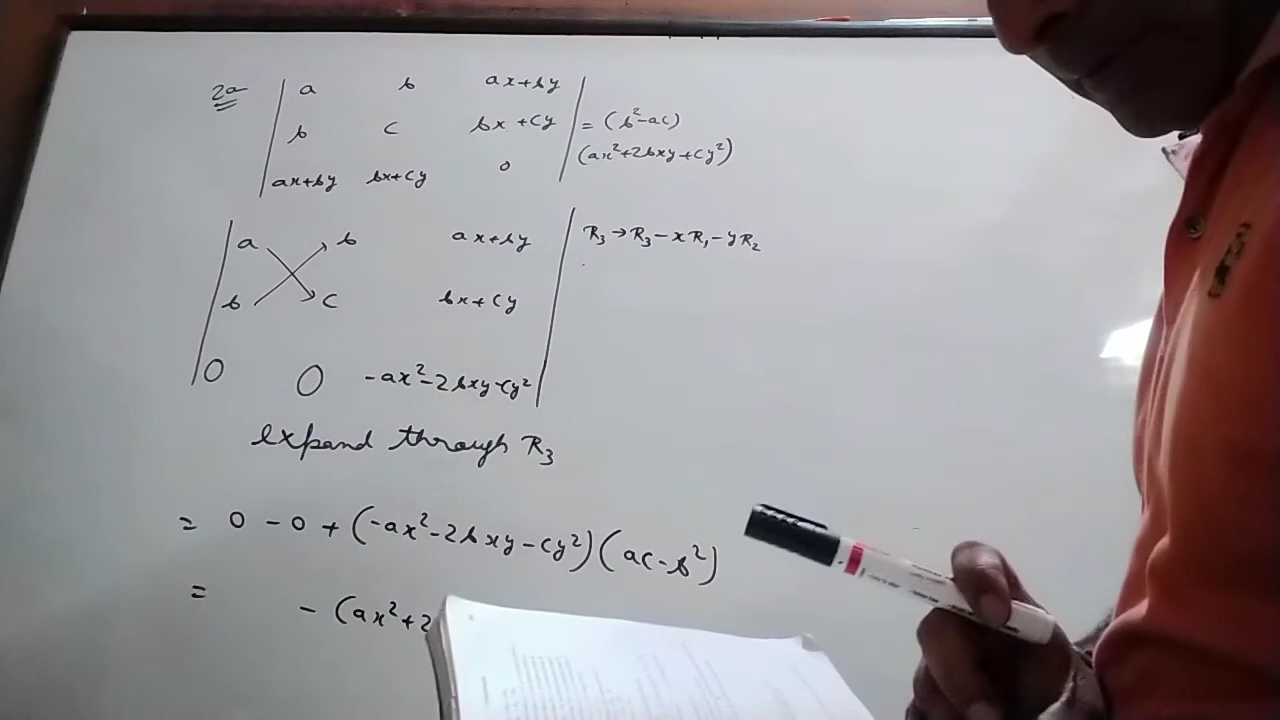 2a | a b ax+by |
| b c bx+cy | = (b²-ac)
| ax+by bx+cy 0 | (ax²+2bxy+cy²)
| a b ax+by | R₃→R₃-xR₁-yR₂
| b c bx+cy |
| 0 0 -ax²-2bxy-cy² |
expand through R₃
= 0 - 0 + (-ax²-2bxy-cy²)(ac-b²)
= - (ax²+2